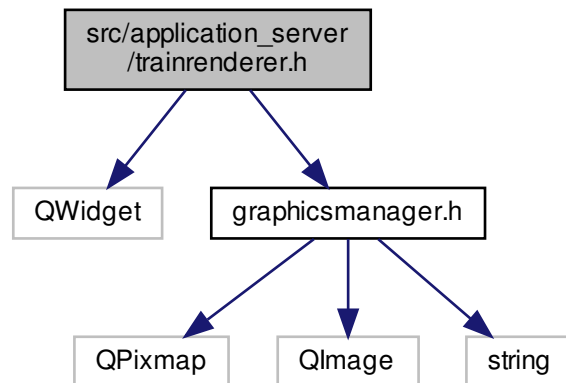 src/application_server
/trainrenderer.h
QWidget
graphicsmanager.h
QPixmap
QImage
string